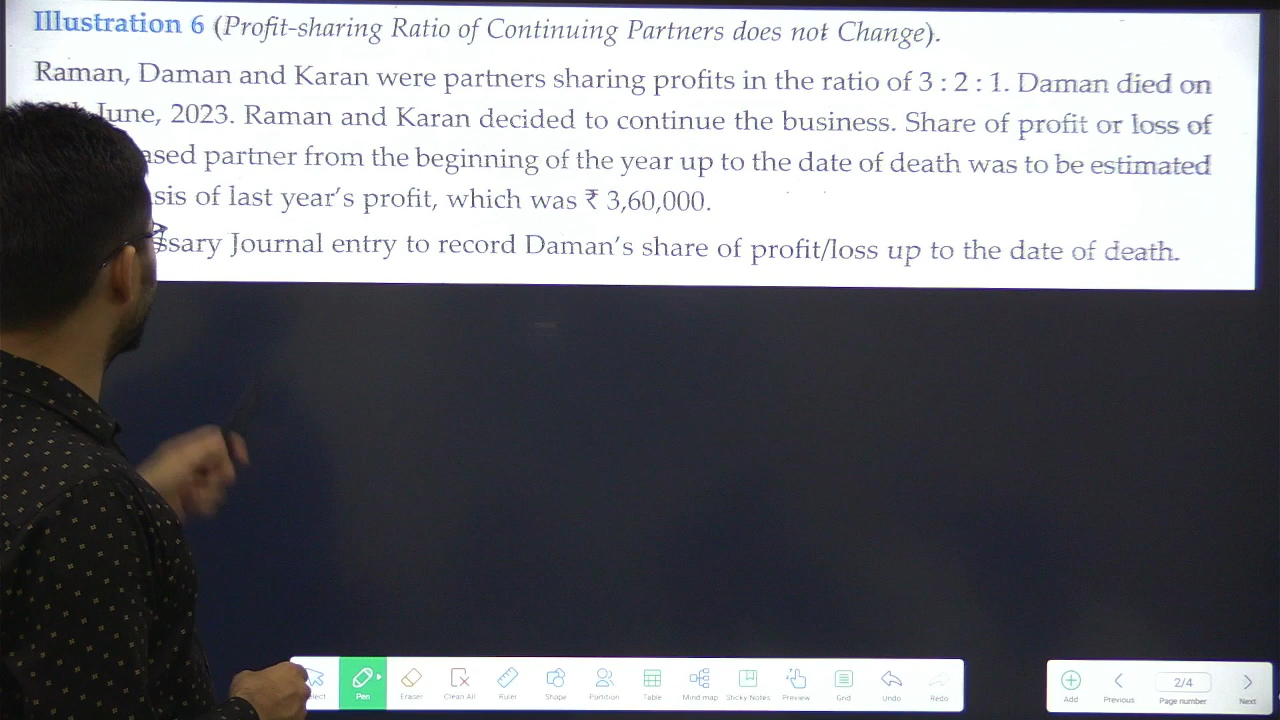 Illustration 6 (Profit-sharing Ratio of Continuing Partners does not Change).
Raman, Daman and Karan were partners sharing profits in the ratio of 3 : 2 : 1. Daman died on
June, 2023. Raman and Karan decided to continue the business. Share of profit or loss of
ased partner from the beginning of the year up to the date of death was to be estimated
sis of last year's profit, which was ₹ 3,60,000.
ssary Journal entry to record Daman's share of profit/loss up to the date of death.
lect Pen Eraser Clean All Ruler Shape Partition Table Mind map Sticky Notes Preview Grid Undo Redo
Add Previous 2/4 Page number Next